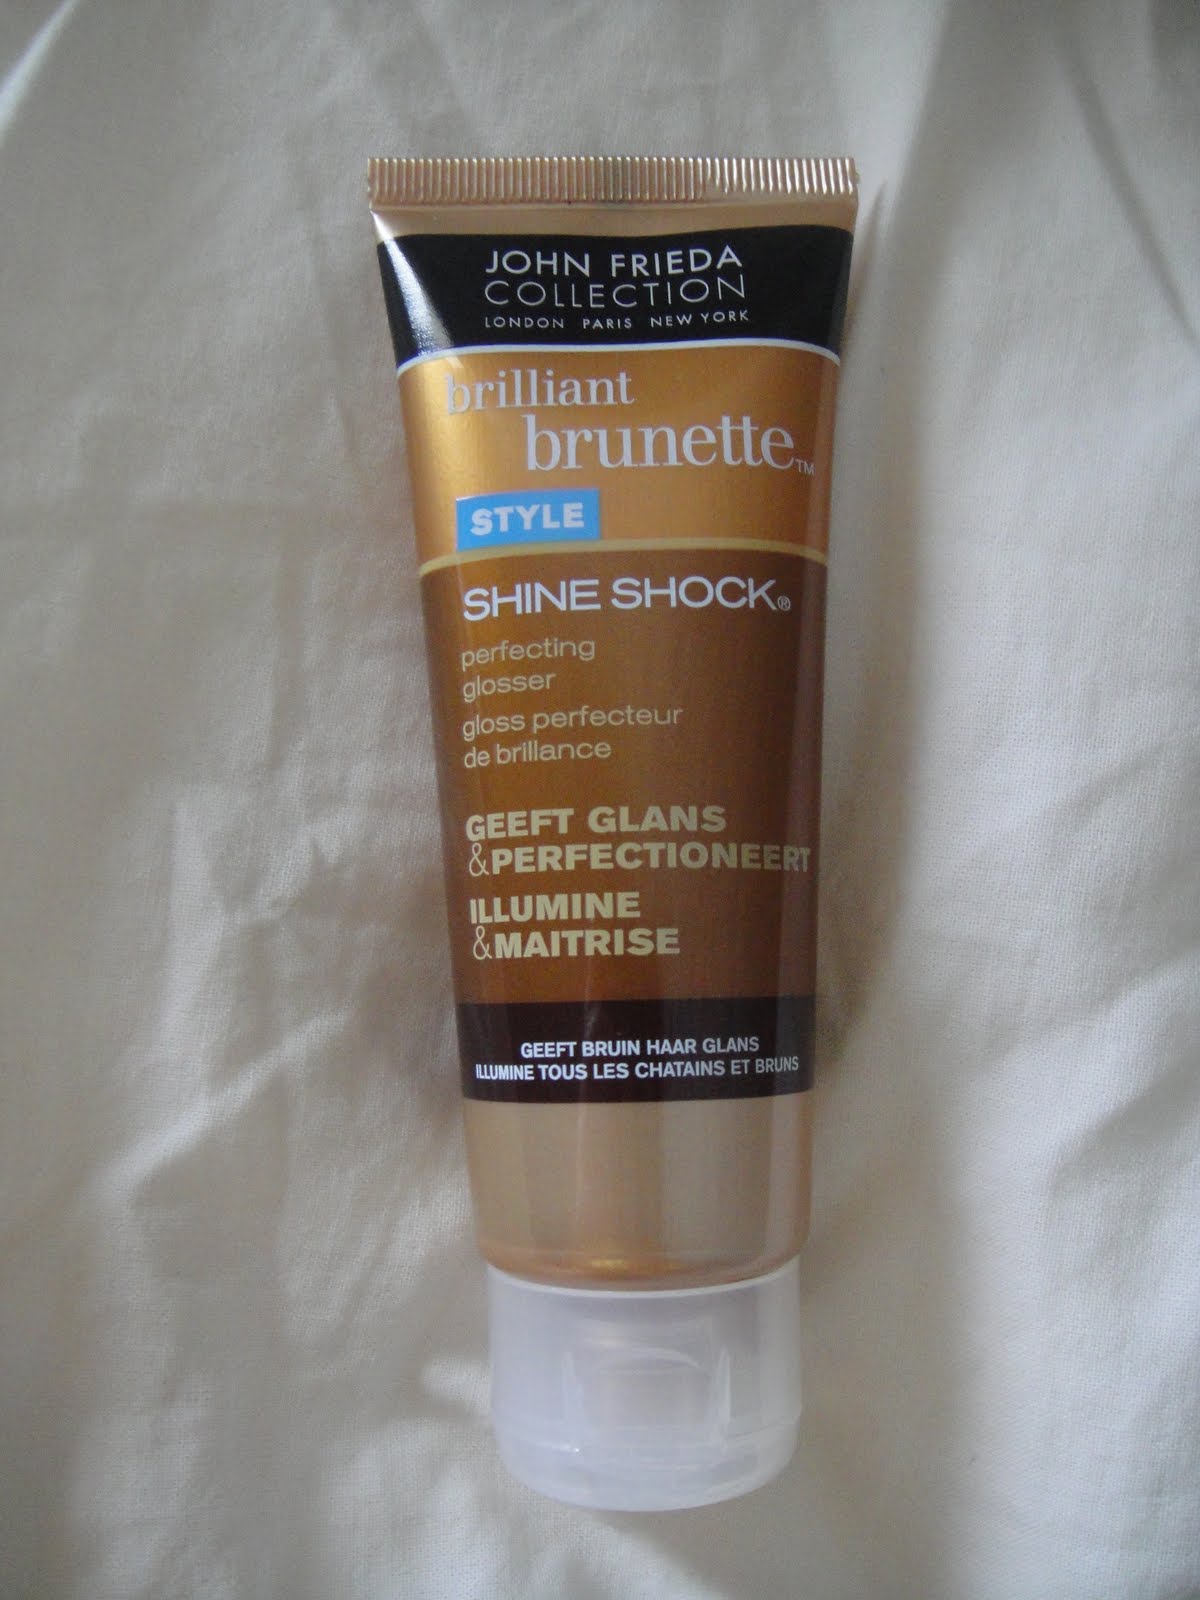 JOHN FRIEDA
COLLECTION
LONDON PARIS NEW YORK
brilliant
brunette™
STYLE
SHINE SHOCK®
perfecting
glosser
gloss perfecteur
de brillance
GEEFT GLANS
&PERFECTIONEERT
ILLUMINE
&MAITRISE
GEEFT BRUIN HAAR GLANS
ILLUMINE TOUS LES CHATAINS ET BRUNS